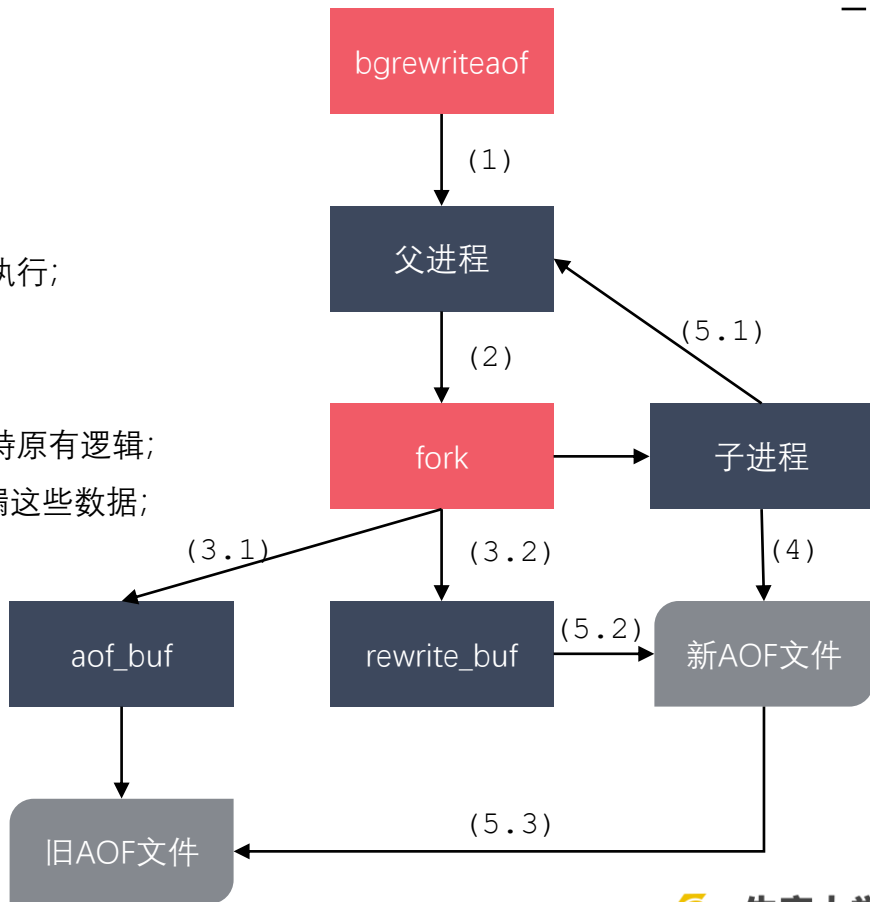 bgrewriteaof
(1)
父进程
执行;
(5.1)
(2)
持原有逻辑;
fork
子进程
漏这些数据;
(3.1)
(3.2)
(4)
aof_buf
rewrite_buf
(5.2)
新AOF文件
(5.3)
旧AOF文件